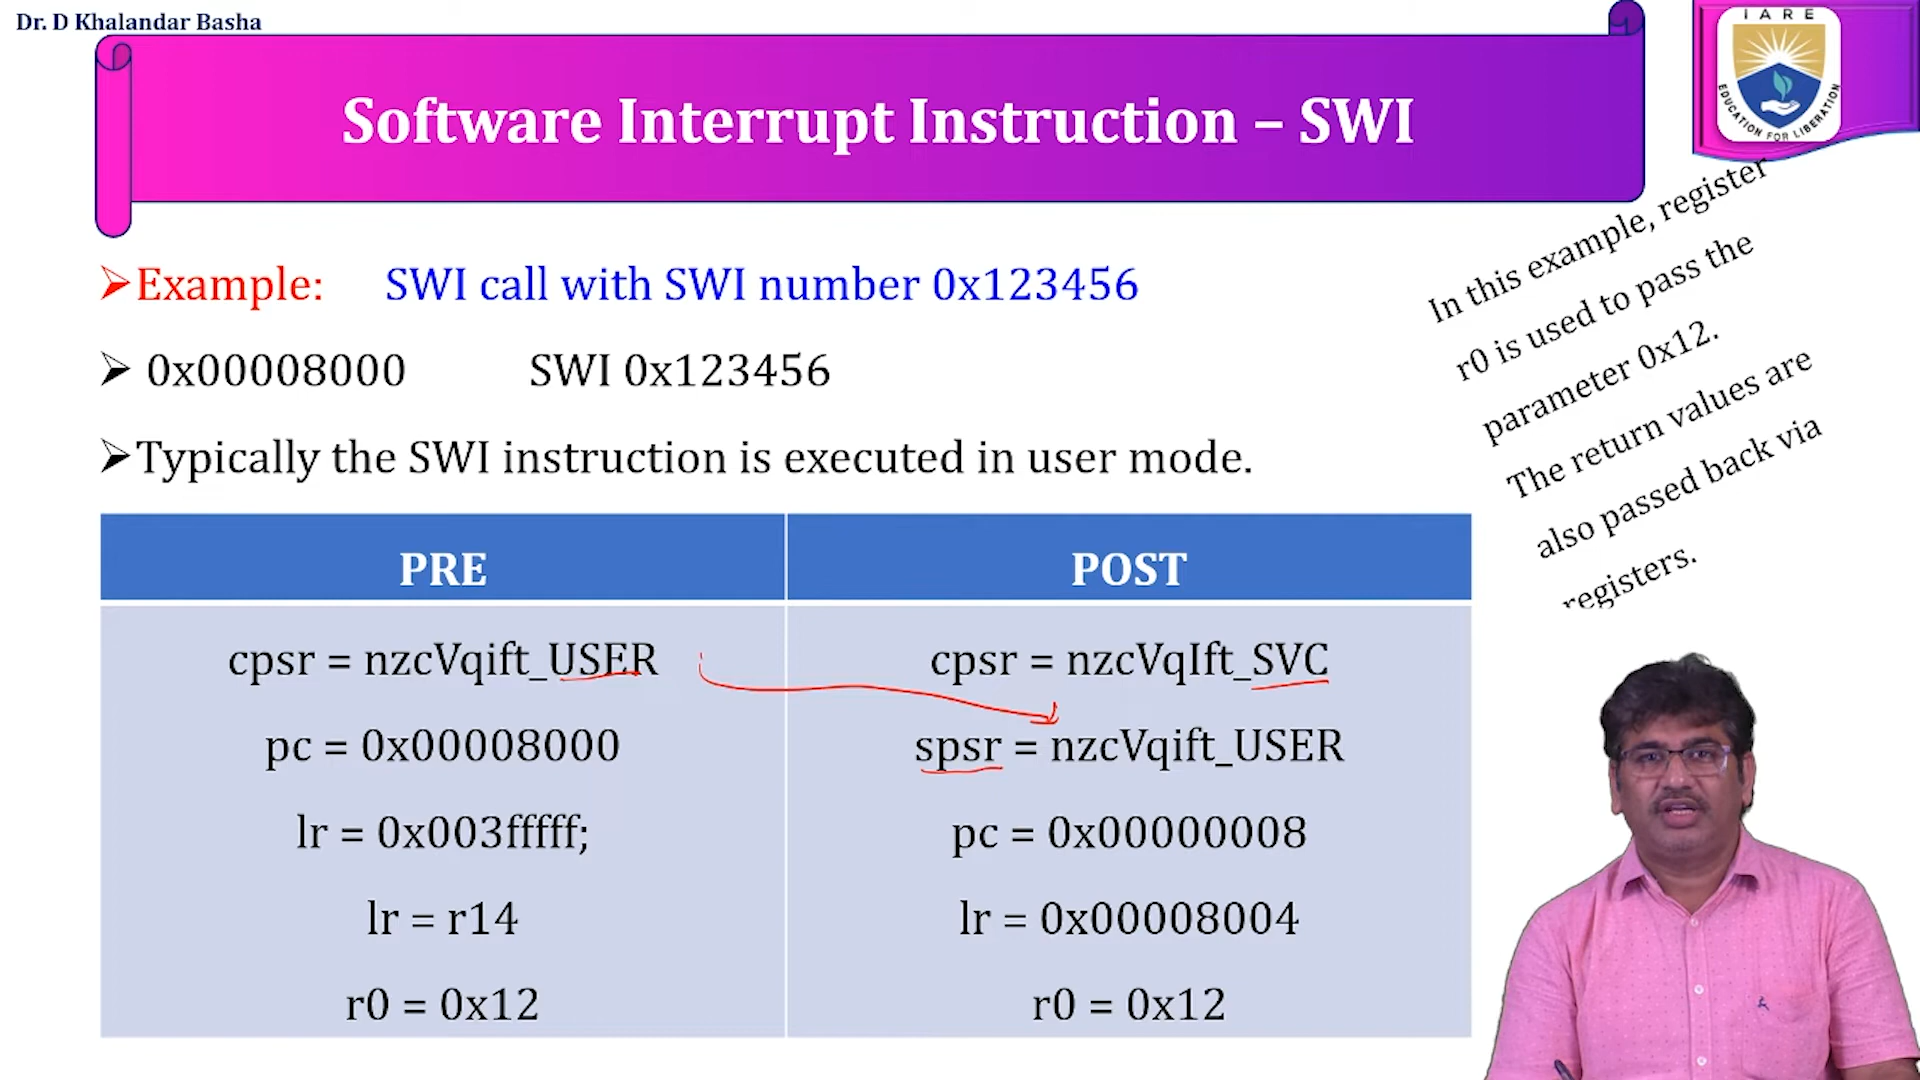 Dr. D Khalandar Basha
IARE
EDUCATION FOR LIBERATION
Software Interrupt Instruction – SWI
Example: SWI call with SWI number 0x123456
0x00008000 SWI 0x123456
Typically the SWI instruction is executed in user mode.
In this example, register
r0 is used to pass the
parameter 0x12.
The return values are
also passed back via
registers.
PRE POST
cpsr = nzcVqift_USER cpsr = nzcVqIft_SVC
pc = 0x00008000 spsr = nzcVqift_USER
lr = 0x003fffff; pc = 0x00000008
lr = r14 lr = 0x00008004
r0 = 0x12 r0 = 0x12